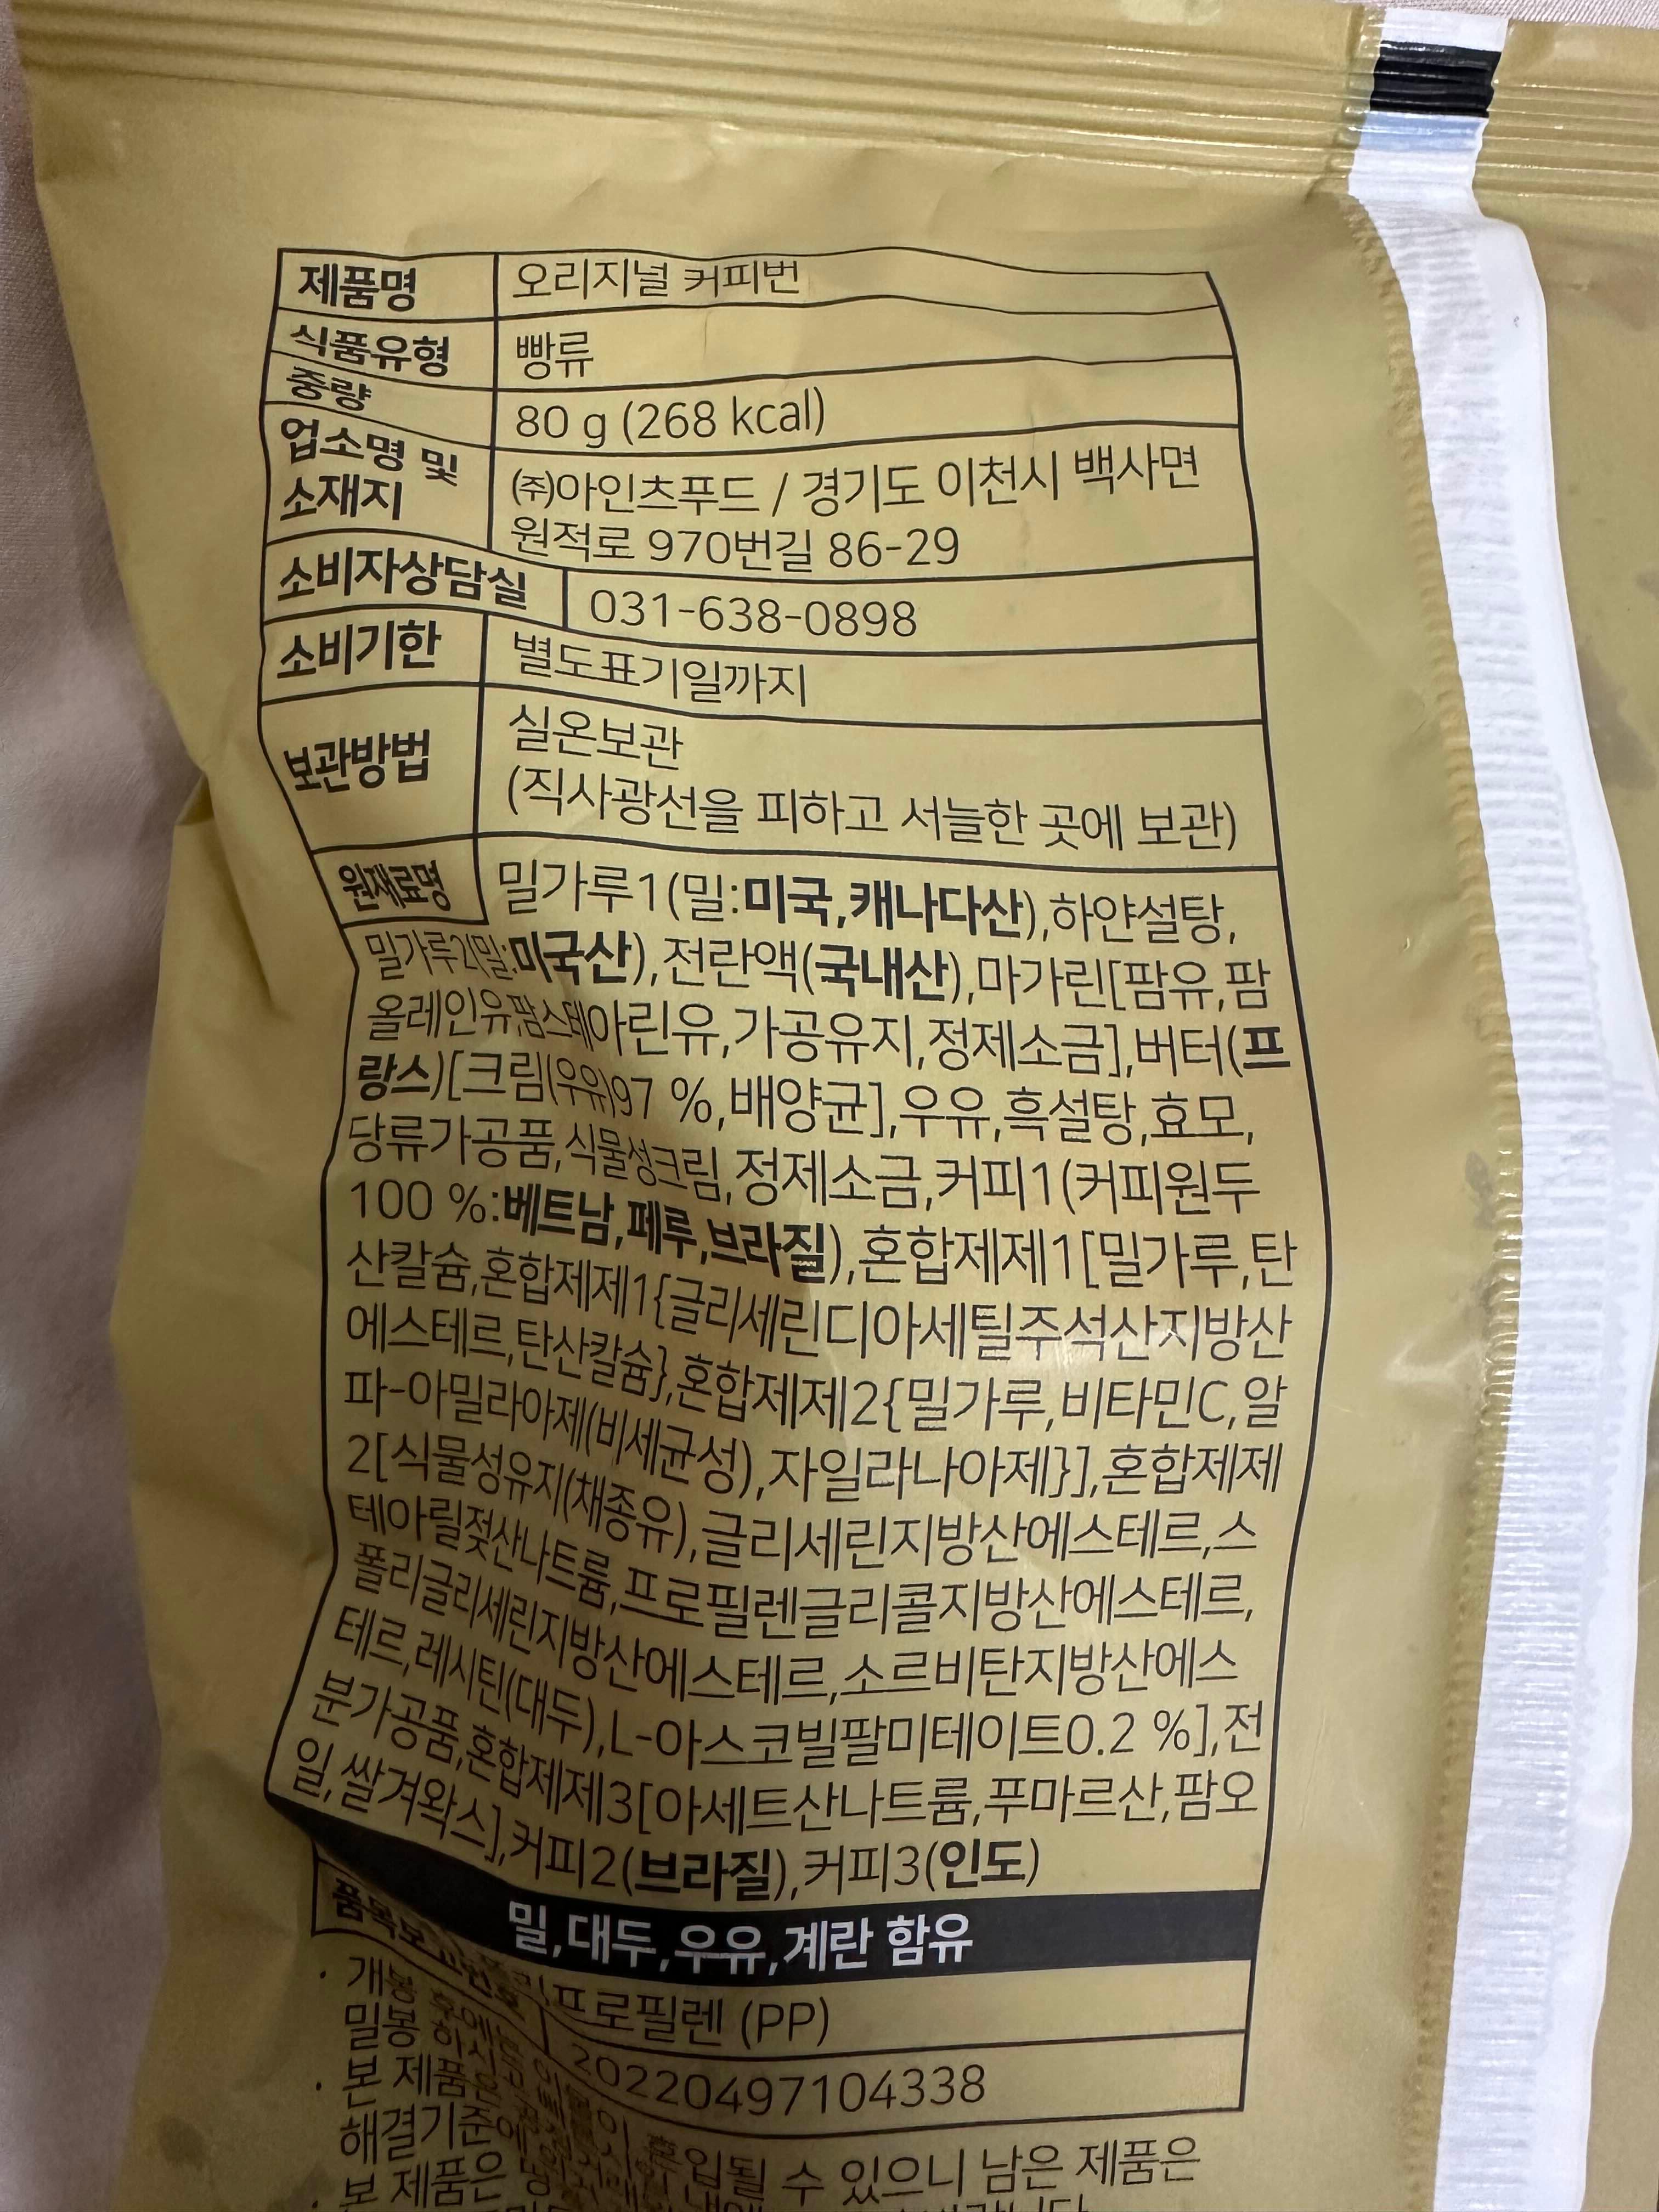 제품명 오리지널 커피번
식품유형 빵류
중량 80 g (268 kcal)
업소명 및 소재지 ㈜아인츠푸드 / 경기도 이천시 백사면
원적로 970번길 86-29
소비자상담실 031-638-0898
소비기한 별도표기일까지
보관방법 실온보관
(직사광선을 피하고 서늘한 곳에 보관)
원재료명 밀가루1(밀:미국,캐나다산),하얀설탕,
밀가루2(밀:미국산),전란액(국내산),마가린[팜유,팜
올레인유,팜스테아린유,가공유지,정제소금],버터(프
랑스)[크림(우유)97 %,배양균],우유,흑설탕,효모,
당류가공품,식물성크림,정제소금,커피1(커피원두
100 %:베트남,페루,브라질),혼합제제1[밀가루,탄
산칼슘,혼합제제1{글리세린디아세틸주석산지방산
에스테르,탄산칼슘},혼합제제2{밀가루,비타민C,알
파-아밀라아제(비세균성),자일라나아제}],혼합제제
2[식물성유지(채종유),글리세린지방산에스테르,스
테아릴젖산나트륨,프로필렌글리콜지방산에스테르,
폴리글리세린지방산에스테르,소르비탄지방산에스
테르,레시틴(대두),L-아스코빌팔미테이트0.2 %],전
분가공품,혼합제제3[아세트산나트륨,푸마르산,팜오
일,쌀겨왁스],커피2(브라질),커피3(인도)
밀,대두,우유,계란 함유
프로필렌 (PP)
품목보고번호 20220497104338
· 개봉 후에는 혼입될 수 있으니 남은 제품은
밀봉
· 본 제품은
해결기준에
· 본 제품은